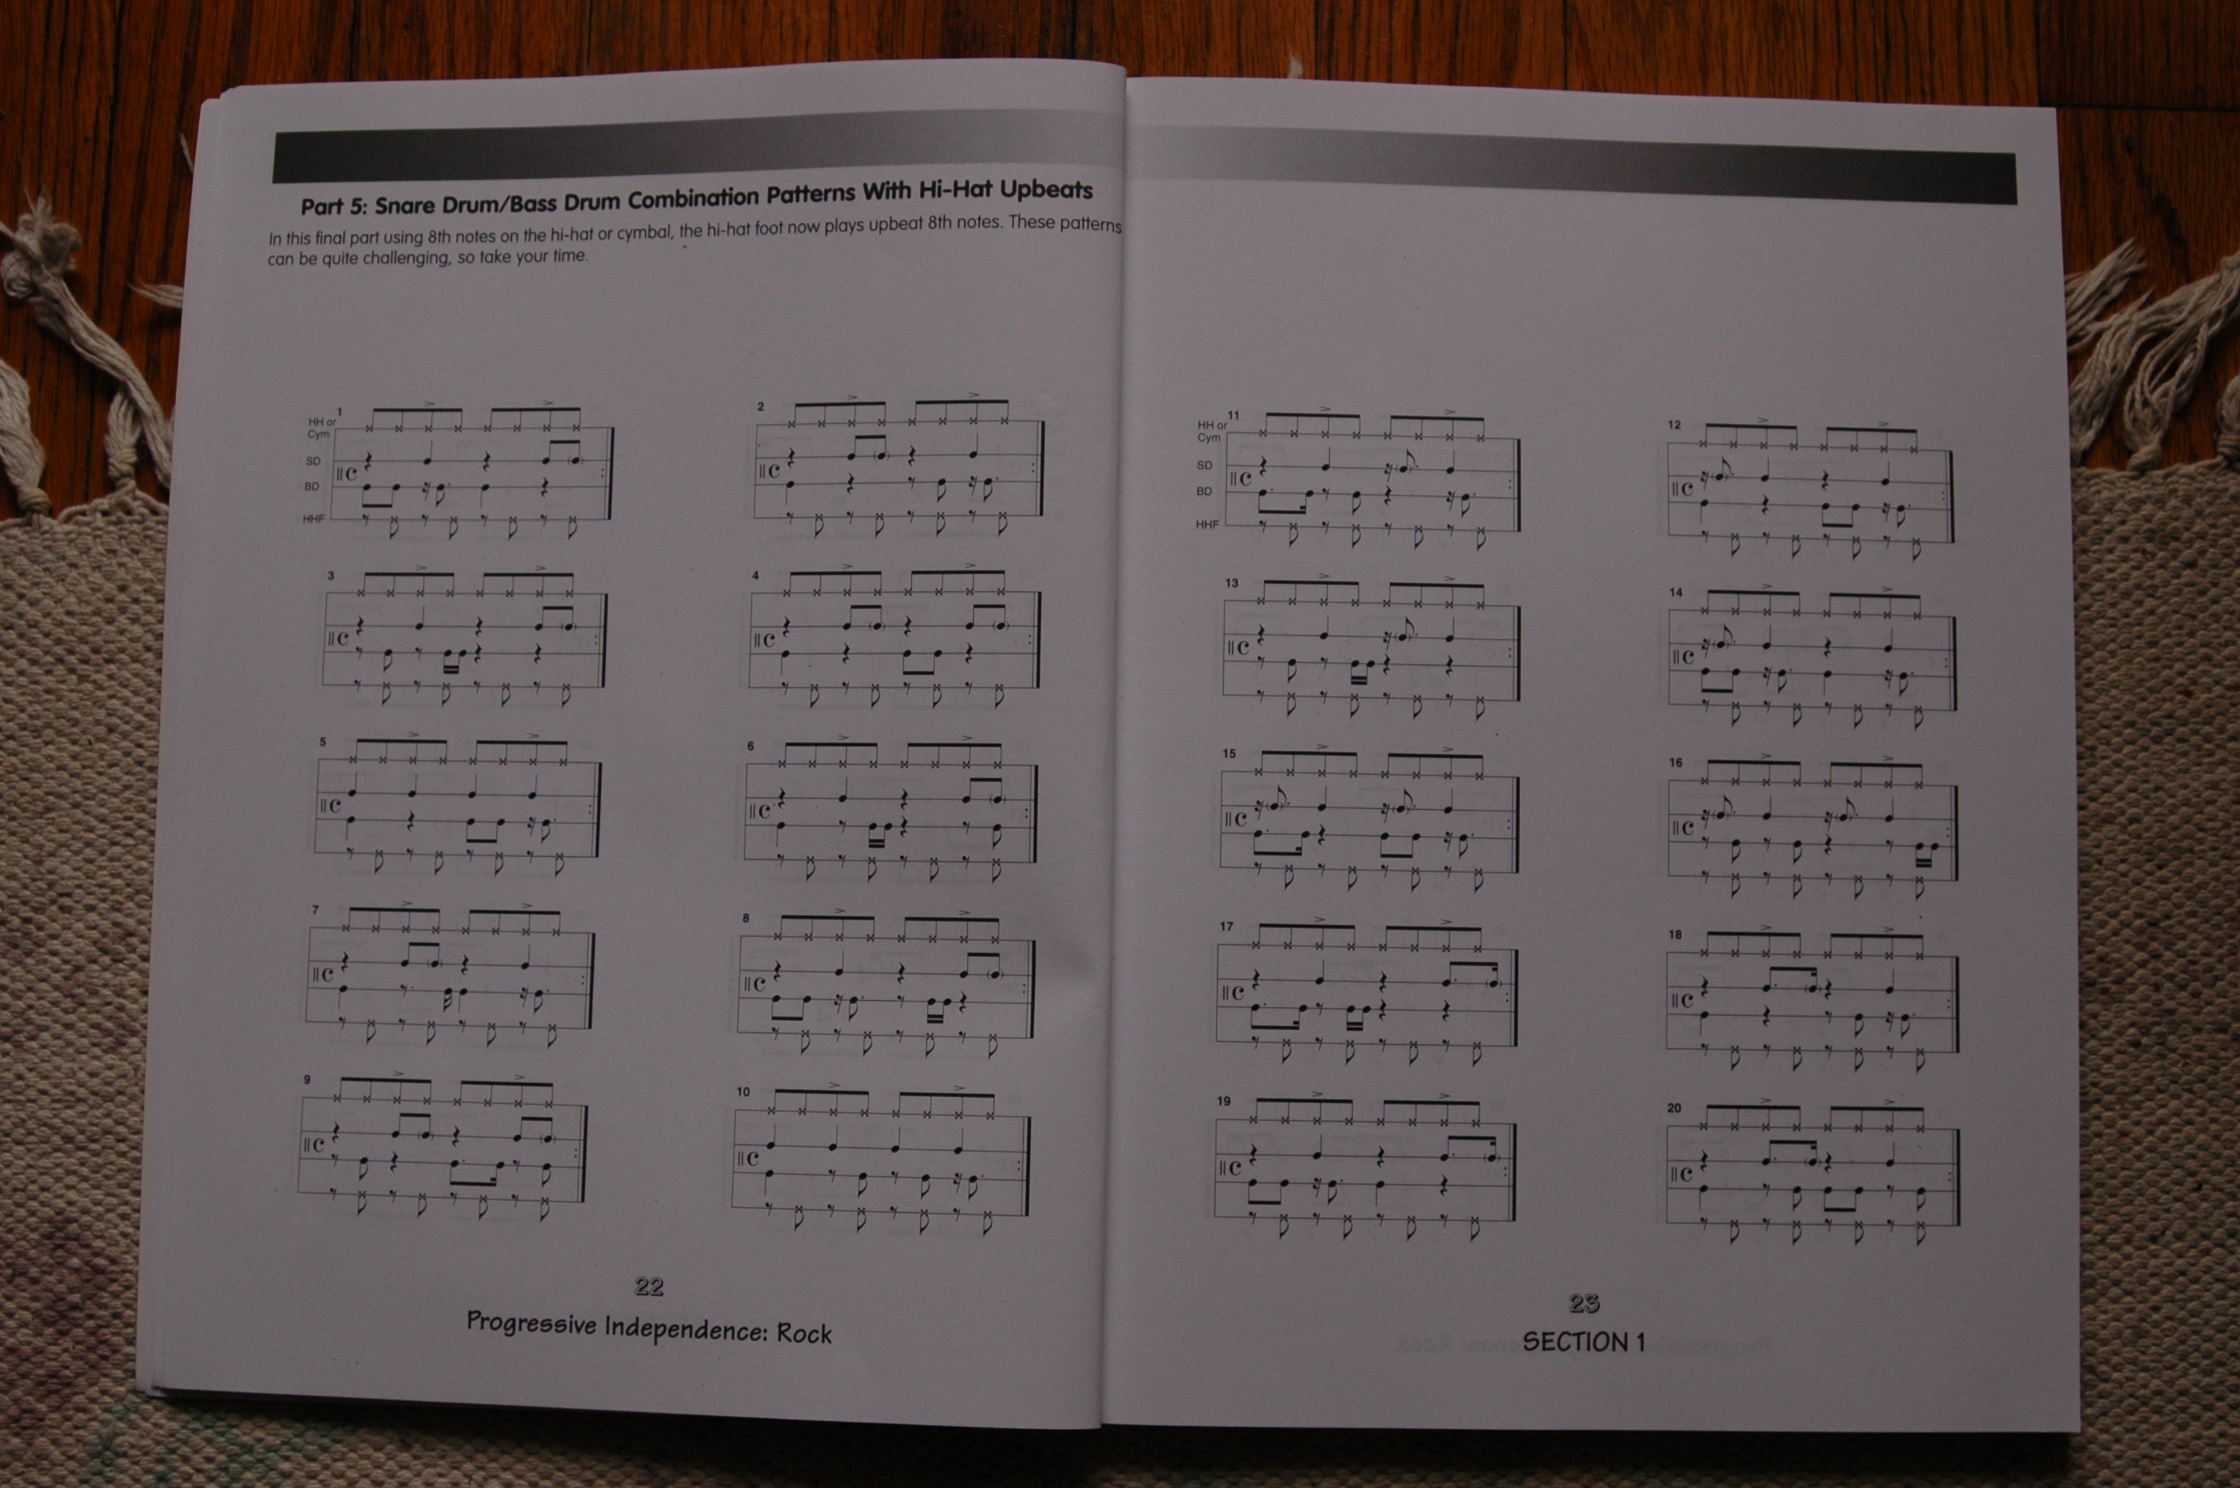 Part 5: Snare Drum/Bass Drum Combination Patterns With Hi-Hat Upbeats
In this final part using 8th notes on the hi-hat or cymbal, the hi-hat foot now plays upbeat 8th notes. These patterns
can be quite challenging, so take your time.
1
HH or
Cym
SD
BD
HHF
2
3
4
5
6
7
8
9
10
22
Progressive Independence: Rock
11
HH or
Cym
SD
BD
HHF
12
13
14
15
16
17
18
19
20
23
SECTION 1